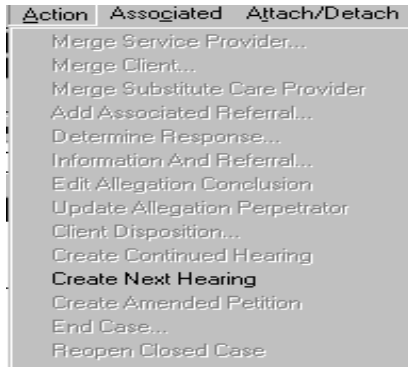 Action Associated Attach/Detach
Merge Service Provider...
Merge Client...
Merge Substitute Care Provider
Add Associated Referral...
Determine Response...
Information And Referral...
Edit Allegation Conclusion
Update Allegation Perpetrator
Client Disposition...
Create Continued Hearing
Create Next Hearing
Create Amended Petition
End Case...
Reopen Closed Case